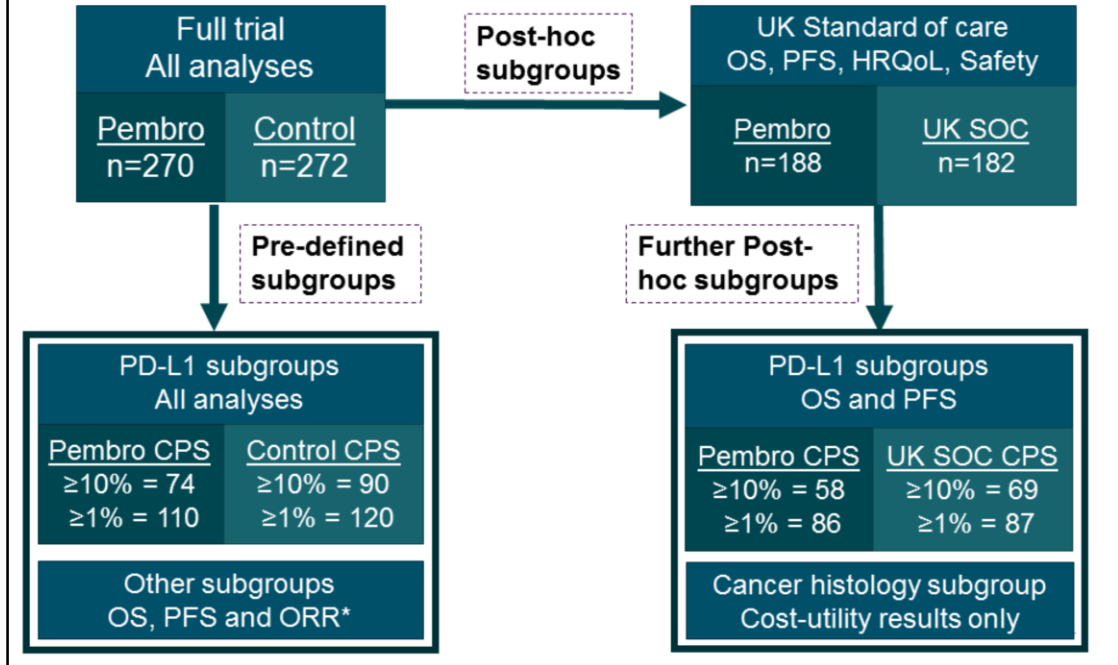 Full trial
All analyses
Pembro
n=270
Control
n=272
Post-hoc
subgroups
UK Standard of care
OS, PFS, HRQoL, Safety
Pembro
n=188
UK SOC
n=182
Pre-defined
subgroups
Further Post-
hoc subgroups
PD-L1 subgroups
All analyses
Pembro CPS
≥10% = 74
≥1% = 110
Control CPS
≥10% = 90
≥1% = 120
Other subgroups
OS, PFS and ORR*
PD-L1 subgroups
OS and PFS
Pembro CPS
≥10% = 58
≥1% = 86
UK SOC CPS
≥10% = 69
≥1% = 87
Cancer histology subgroup
Cost-utility results only